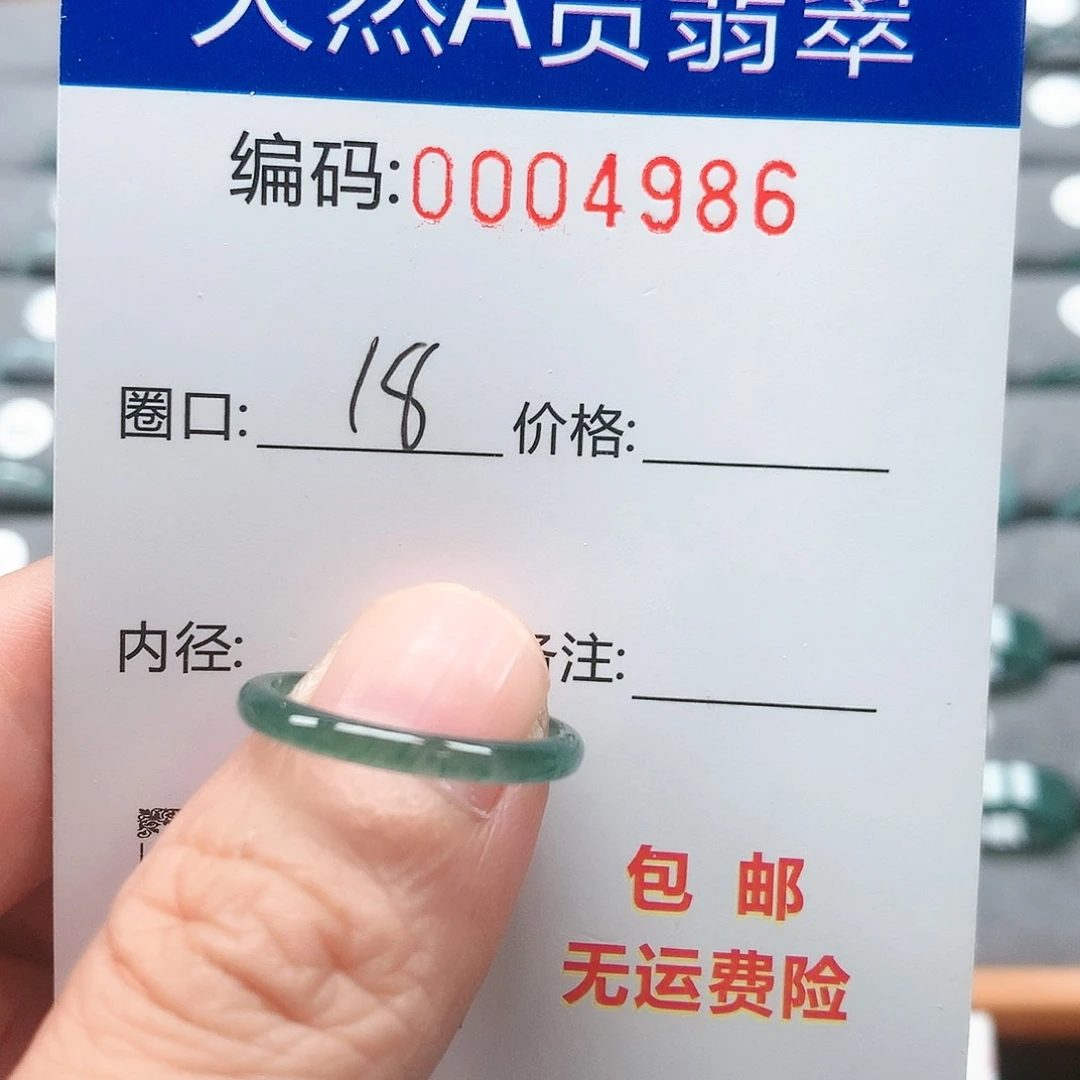 天然A货翡翠
编码:0004986
圈口: 18 价格:
内径: 备注:
包 邮
无运费险